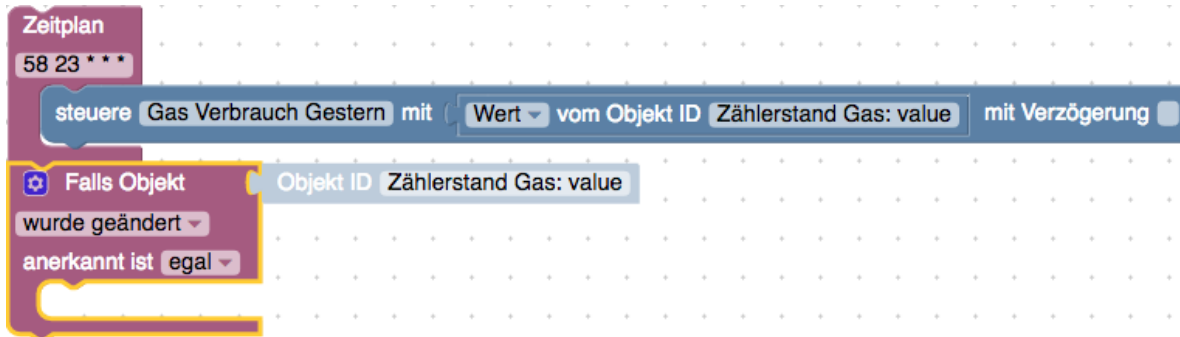 Zeitplan
58 23 * * *
steuere Gas Verbrauch Gestern mit Wert vom Objekt ID Zählerstand Gas: value mit Verzögerung
Falls Objekt Objekt ID Zählerstand Gas: value
wurde geändert
anerkannt ist egal